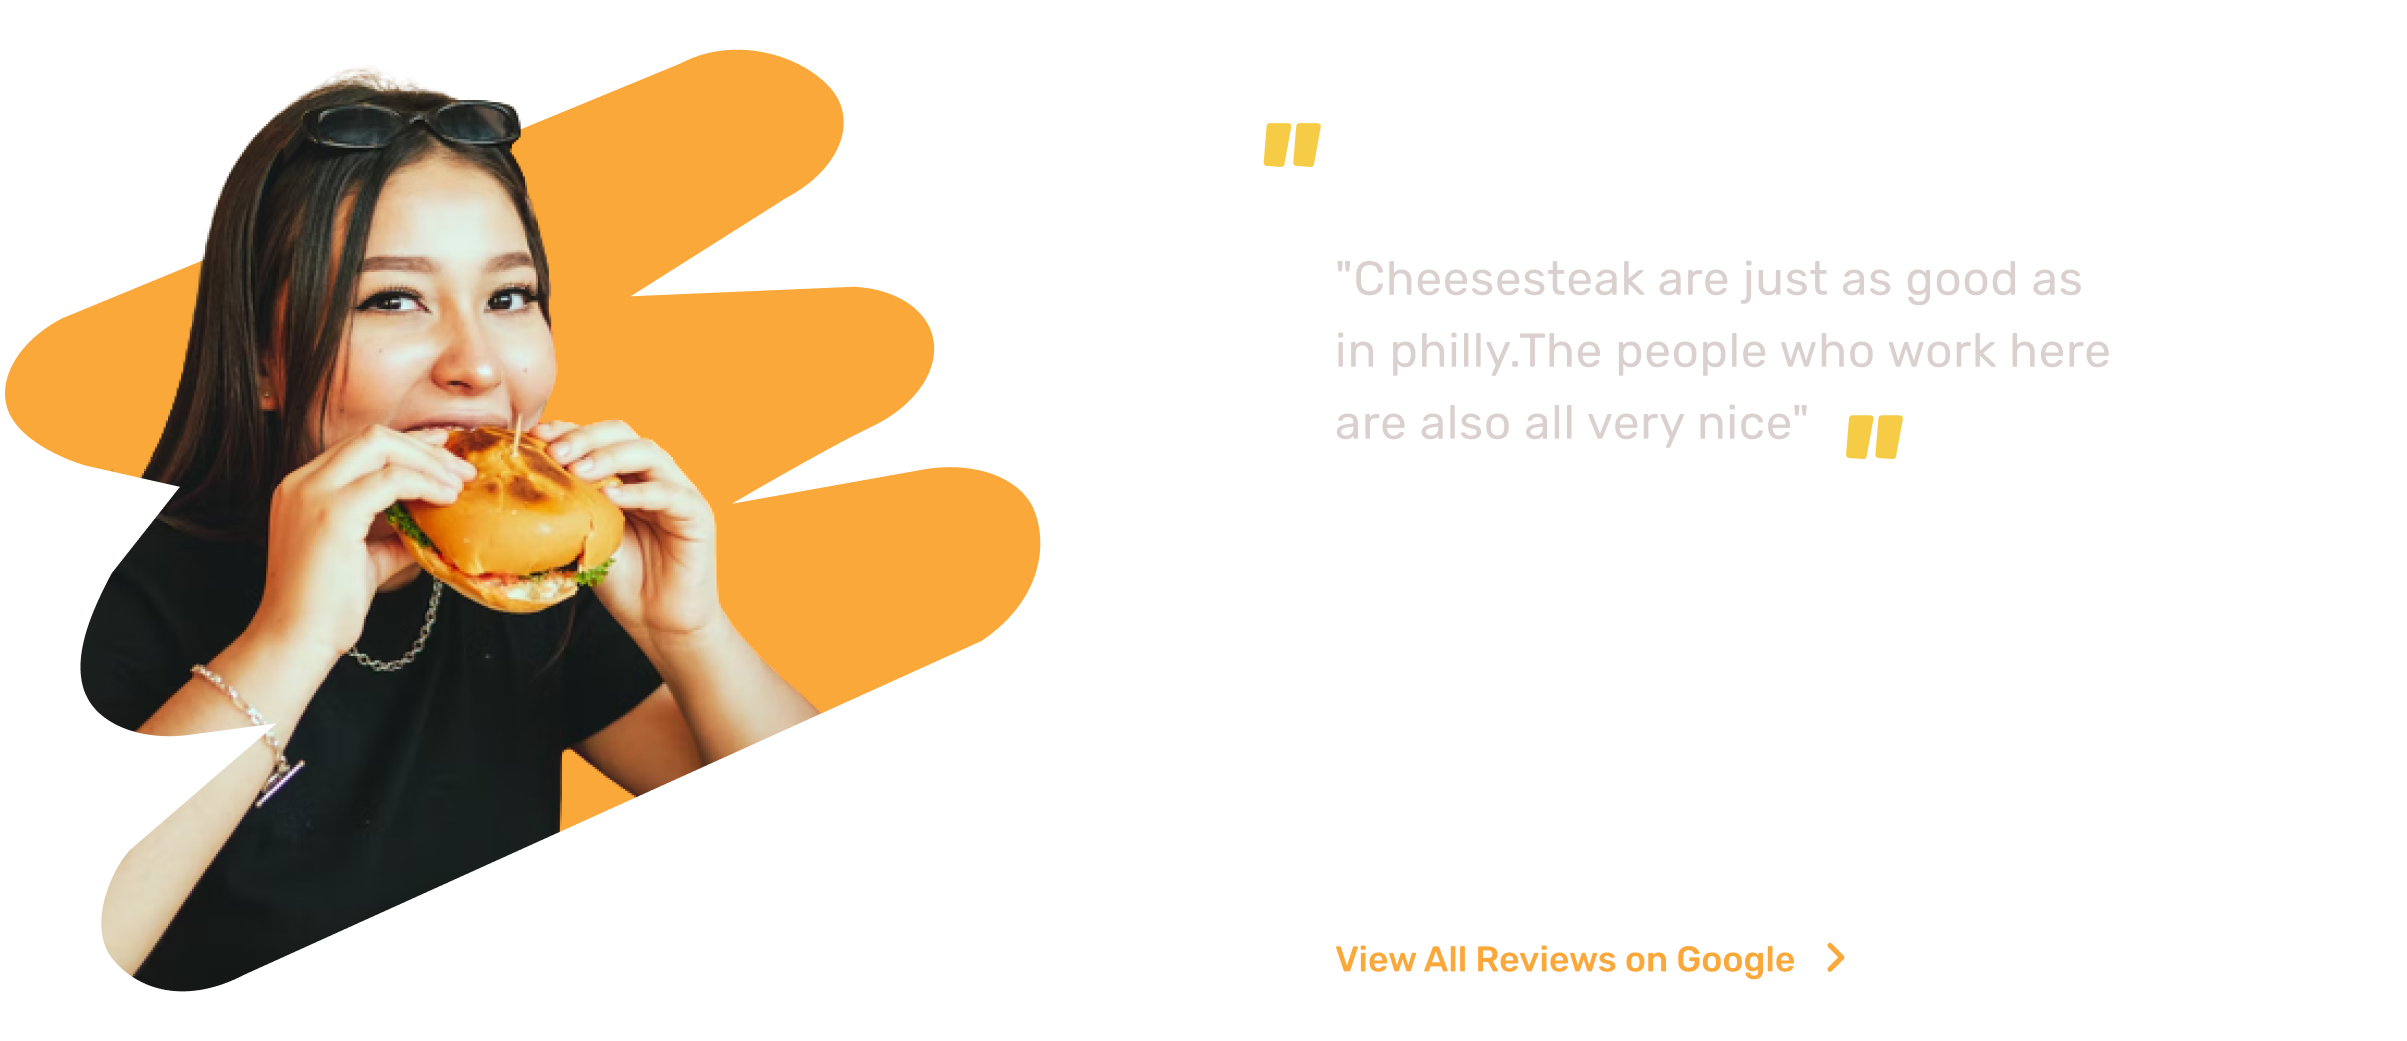 "
"Cheesesteak are just as good as
in philly.The people who work here
are also all very nice" "
View All Reviews on Google >